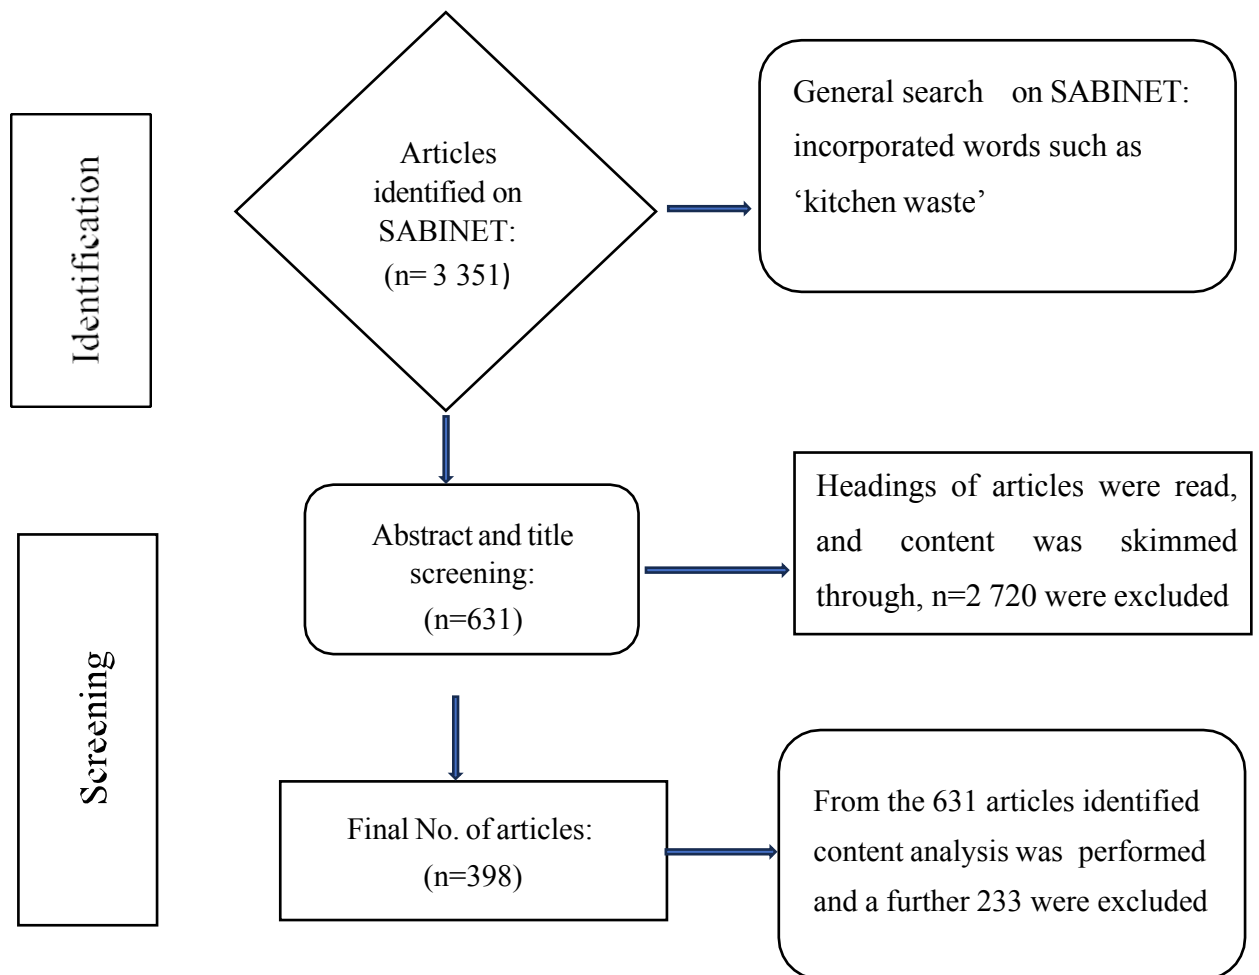 Identification
Articles
identified on
SABINET:
(n= 3 351)
General search on SABINET:
incorporated words such as
‘kitchen waste’
Screening
Abstract and title
screening:
(n=631)
Headings of articles were read,
and content was skimmed
through, n=2 720 were excluded
Final No. of articles:
(n=398)
From the 631 articles identified
content analysis was performed
and a further 233 were excluded